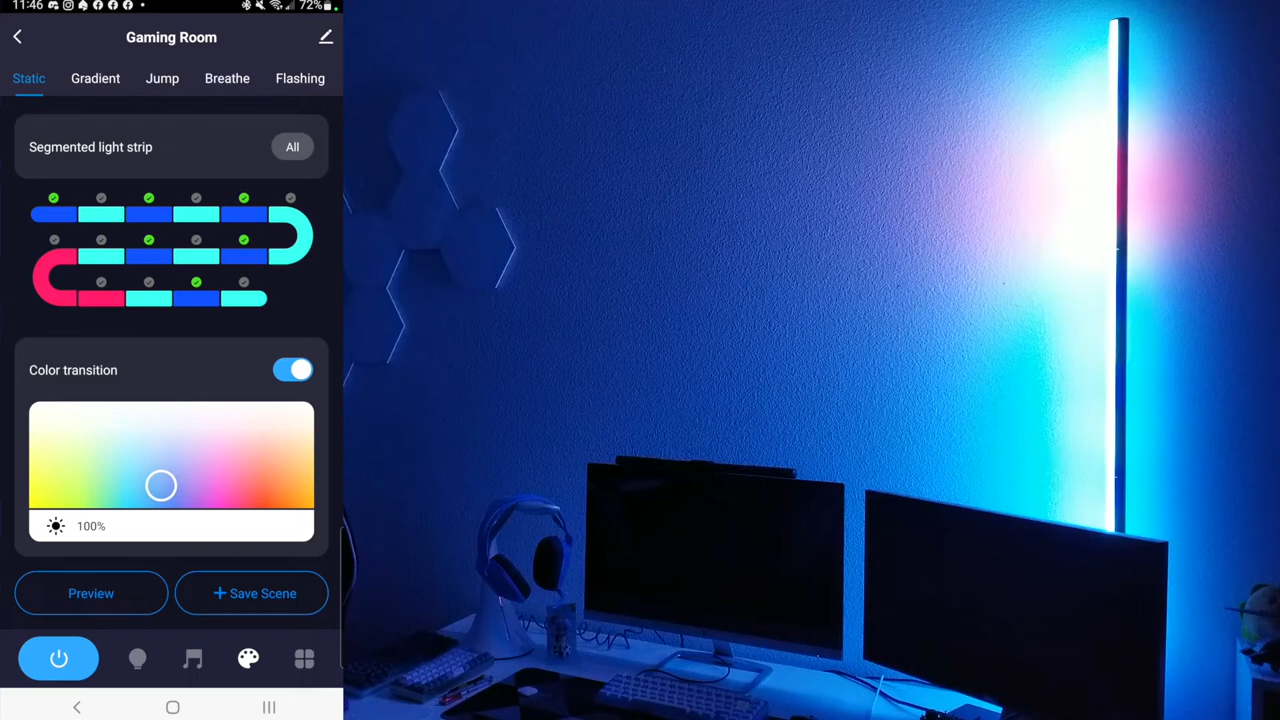 11:46
72%
Gaming Room
Static Gradient Jump Breathe Flashing
Segmented light strip All
Color transition
100%
Preview + Save Scene